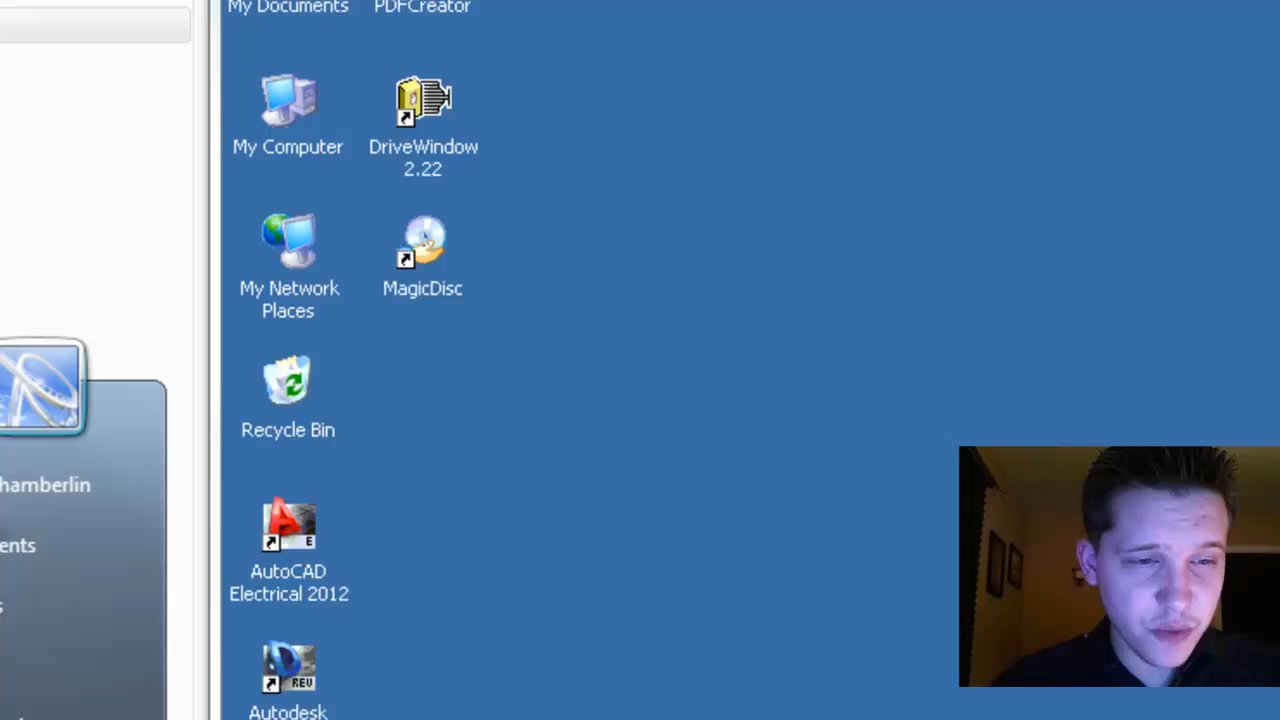 My Documents
PDFCreator
My Computer
DriveWindow
2.22
My Network
Places
MagicDisc
Recycle Bin
hamberlin
ents
s
E
AutoCAD
Electrical 2012
REV
Autodesk